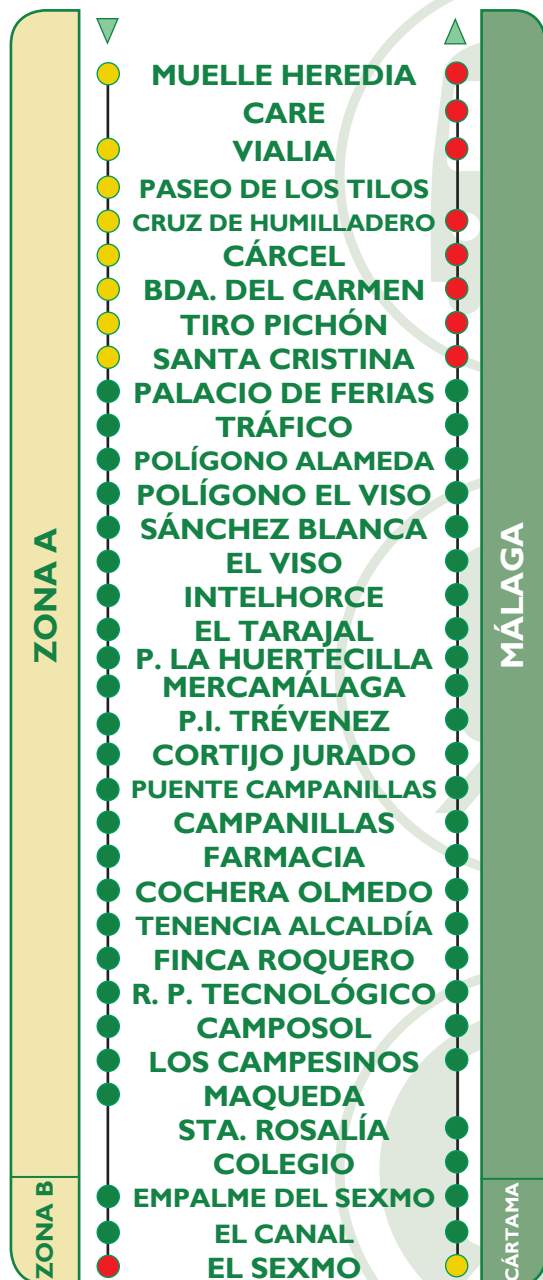 MUELLE HEREDIA
CARE
VIALIA
PASEO DE LOS TILOS
CRUZ DE HUMILLADERO
CÁRCEL
BDA. DEL CARMEN
TIRO PICHÓN
SANTA CRISTINA
PALACIO DE FERIAS
TRÁFICO
POLÍGONO ALAMEDA
POLÍGONO EL VISO
SÁNCHEZ BLANCA
EL VISO
INTELHORCE
EL TARAJAL
P. LA HUERTECILLA
MERCAMÁLAGA
P.I. TRÉVENEZ
CORTIJO JURADO
PUENTE CAMPANILLAS
CAMPANILLAS
FARMACIA
COCHERA OLMEDO
TENENCIA ALCALDÍA
FINCA ROQUERO
R. P. TECNOLÓGICO
CAMPOSOL
LOS CAMPESINOS
MAQUEDA
STA. ROSALÍA
COLEGIO
EMPALME DEL SEXMO
EL CANAL
EL SEXMO
ZONA A
ZONA B
MÁLAGA
CÁRTAMA